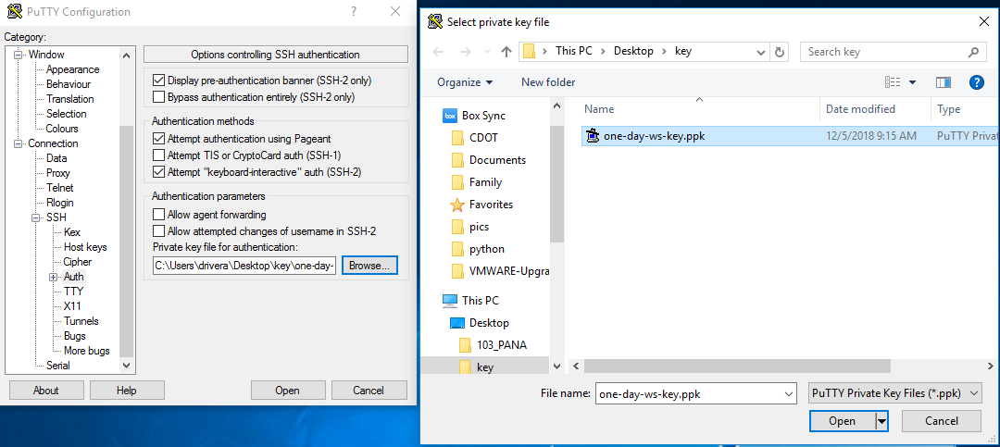 PuTTY Configuration
?
Category:
Window
Appearance
Behaviour
Translation
Selection
Colours
Connection
Data
Proxy
Telnet
Rlogin
SSH
Kex
Host keys
Cipher
Auth
TTY
X11
Tunnels
Bugs
More bugs
Serial
Options controlling SSH authentication
Display pre-authentication banner (SSH-2 only)
Bypass authentication entirely (SSH-2 only)
Authentication methods
Attempt authentication using Pageant
Attempt TIS or CryptoCard auth (SSH-1)
Attempt "keyboard-interactive" auth (SSH-2)
Authentication parameters
Allow agent forwarding
Allow attempted changes of username in SSH-2
Private key file for authentication:
C:\Users\drivera\Desktop\key\one-day- Browse...
About Help Open Cancel
Select private key file
This PC > Desktop > key
Search key
Organize New folder
?
box Box Sync
CDOT
Documents
Family
Favorites
pics
python
VMWARE-Upgra
This PC
Desktop
103_PANA
key
Name Date modified Type
one-day-ws-key.ppk 12/5/2018 9:15 AM PuTTY Priva
File name: one-day-ws-key.ppk PuTTY Private Key Files (*.ppk)
Open Cancel